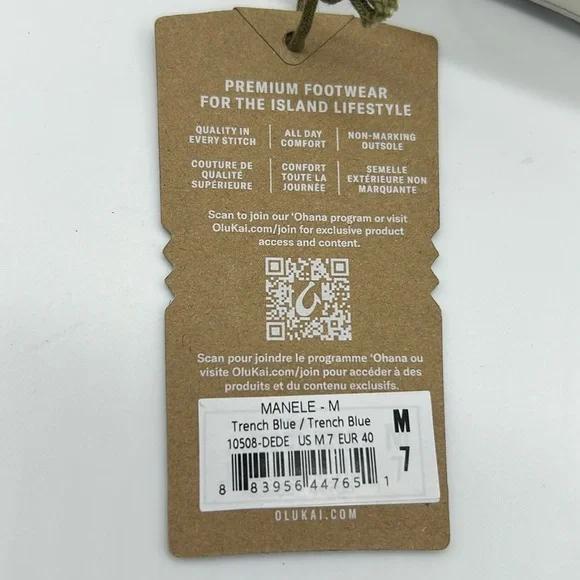 PREMIUM FOOTWEAR
FOR THE ISLAND LIFESTYLE
QUALITY IN
EVERY STITCH
ALL DAY
COMFORT
NON-MARKING
OUTSOLE
COUTURE DE
QUALITÉ
SUPÉRIEURE
CONFORT
TOUTE LA
JOURNÉE
SEMELLE
EXTÉRIEURE NON
MARQUANTE
Scan to join our ‘Ohana program or visit
OluKai.com/join for exclusive product
access and content.
Scan pour joindre le programme ‘Ohana ou
visite OluKai.com/join pour accéder à des
produits et du contenu exclusifs.
MANELE - M
Trench Blue / Trench Blue
10508-DEDE US M 7 EUR 40
M
7
8 83956 44765 1
OLUKAI.COM